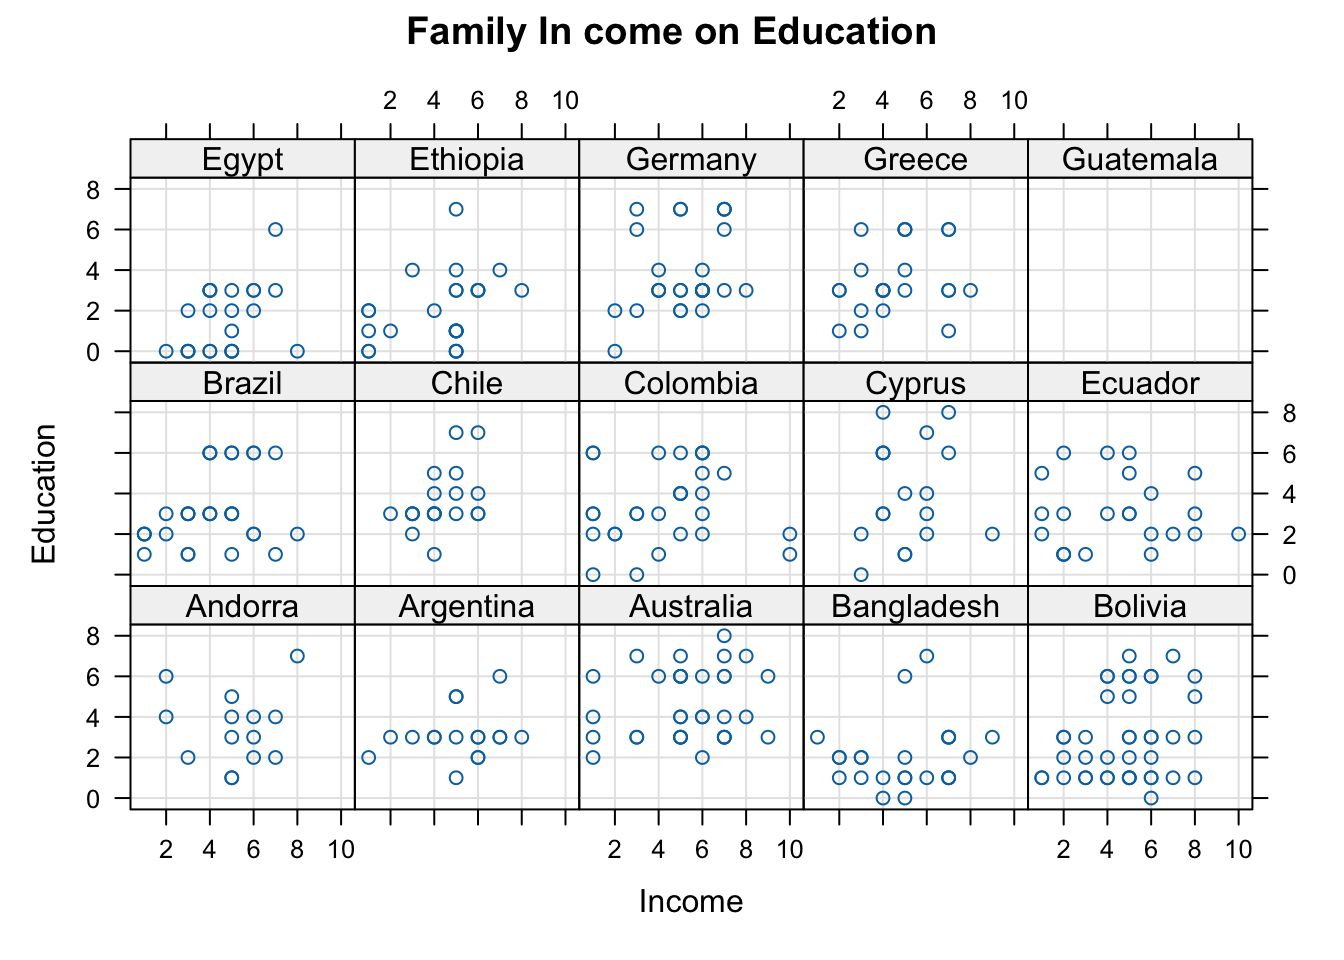 Family In come on Education
2 4 6 8 10 2 4 6 8 10
Egypt Ethiopia Germany Greece Guatemala
8
6
4
2
0
Brazil Chile Colombia Cyprus Ecuador
8
6
4
2
0
Andorra Argentina Australia Bangladesh Bolivia
8
6
4
2
0
2 4 6 8 10 2 4 6 8 10 2 4 6 8 10
Education
Income